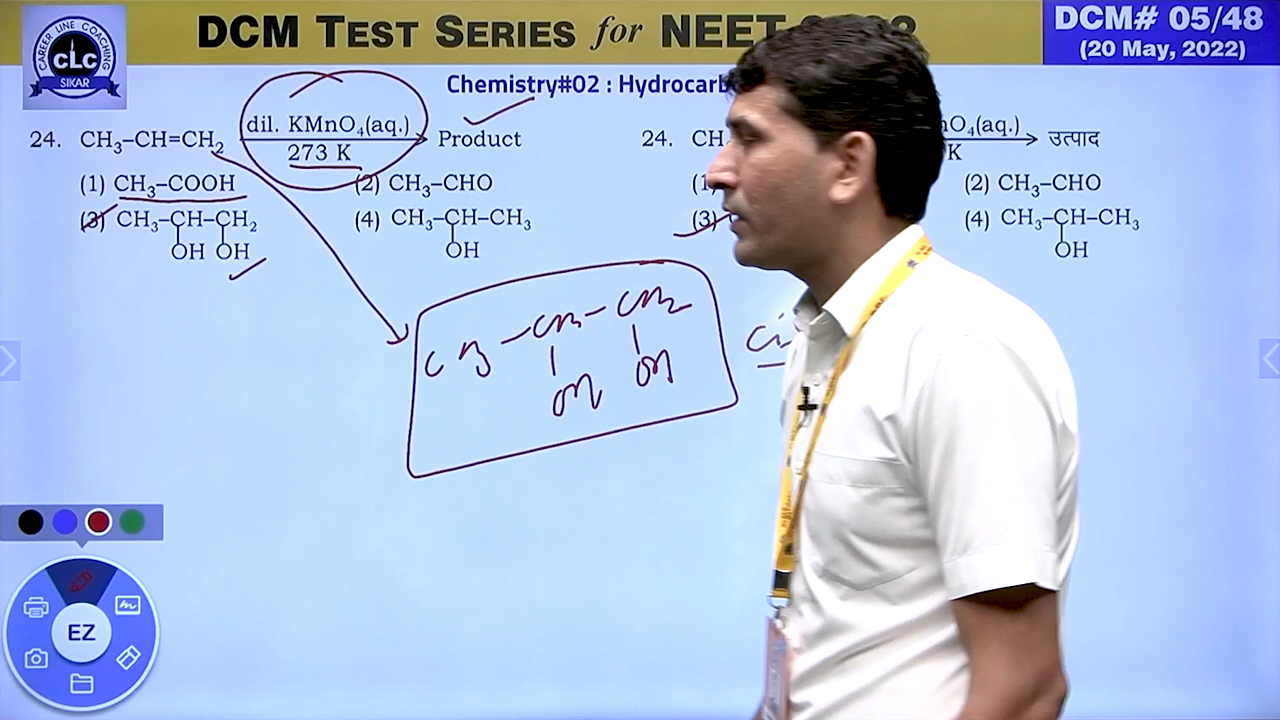 DCM TEST SERIES for NEET
DCM# 05/48
(20 May, 2022)
CAREER LINE COACHING
CLC
SIKAR
Chemistry#02 : Hydrocarb
24. CH₃–CH=CH₂ dil. KMnO₄(aq.) 273 K Product
(1) CH₃–COOH (2) CH₃–CHO
(3) CH₃–CH–CH₂ (4) CH₃–CH–CH₃
OH OH OH
24. CH nO₄(aq.) K उत्पाद
(1) (2) CH₃–CHO
(3) (4) CH₃–CH–CH₃
OH
CH3 – CH – CH2
OH OH
EZ